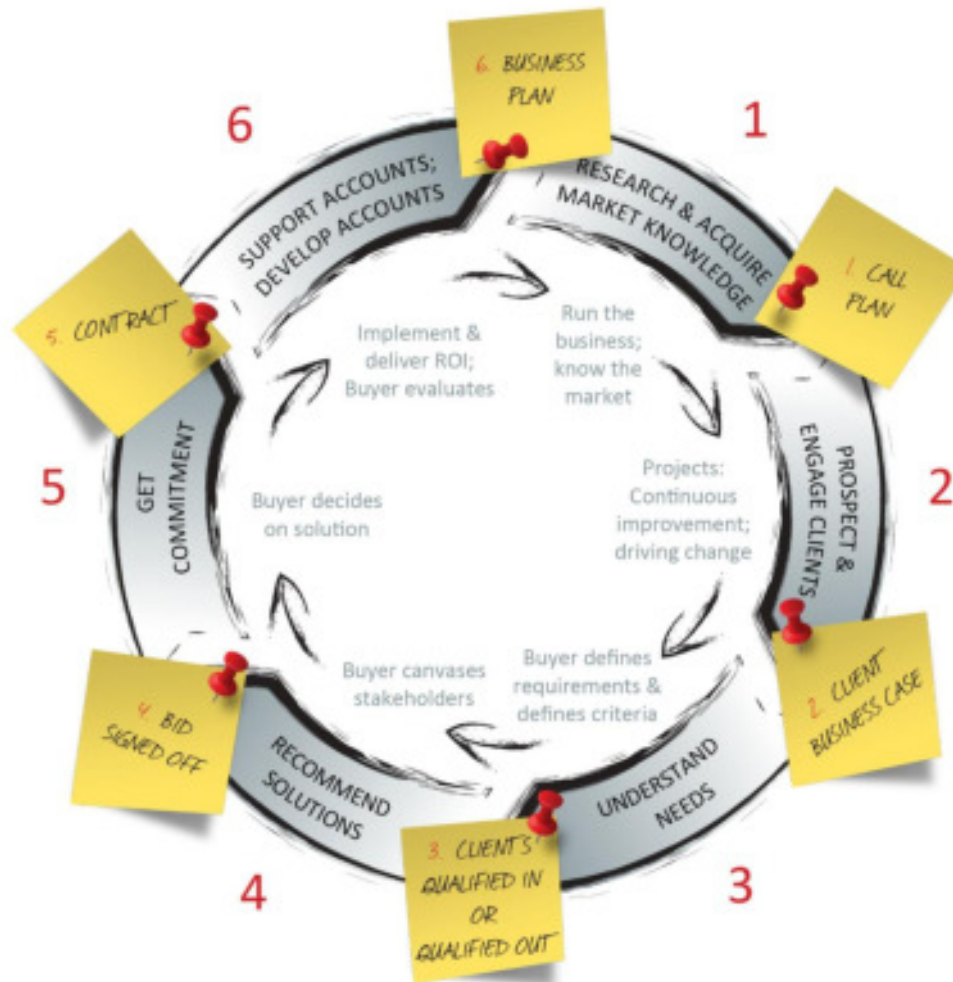 6. BUSINESS
PLAN
6
1
SUPPORT ACCOUNTS;
DEVELOP ACCOUNTS
RESEARCH & ACQUIRE
MARKET KNOWLEDGE
1. CALL
PLAN
5. CONTRACT
Implement &
deliver ROI;
Buyer evaluates
Run the
business;
know the
market
5
GET
COMMITMENT
Buyer decides
on solution
Projects:
Continuous
improvement;
driving change
PROSPECT &
ENGAGE CLIENTS
2
Buyer canvases
stakeholders
Buyer defines
requirements &
defines criteria
2. CLIENT
BUSINESS CASE
4. BID
SIGNED OFF
RECOMMEND
SOLUTIONS
UNDERSTAND
NEEDS
3. CLIENTS'
QUALIFIED IN
OR
QUALIFIED OUT
4
3